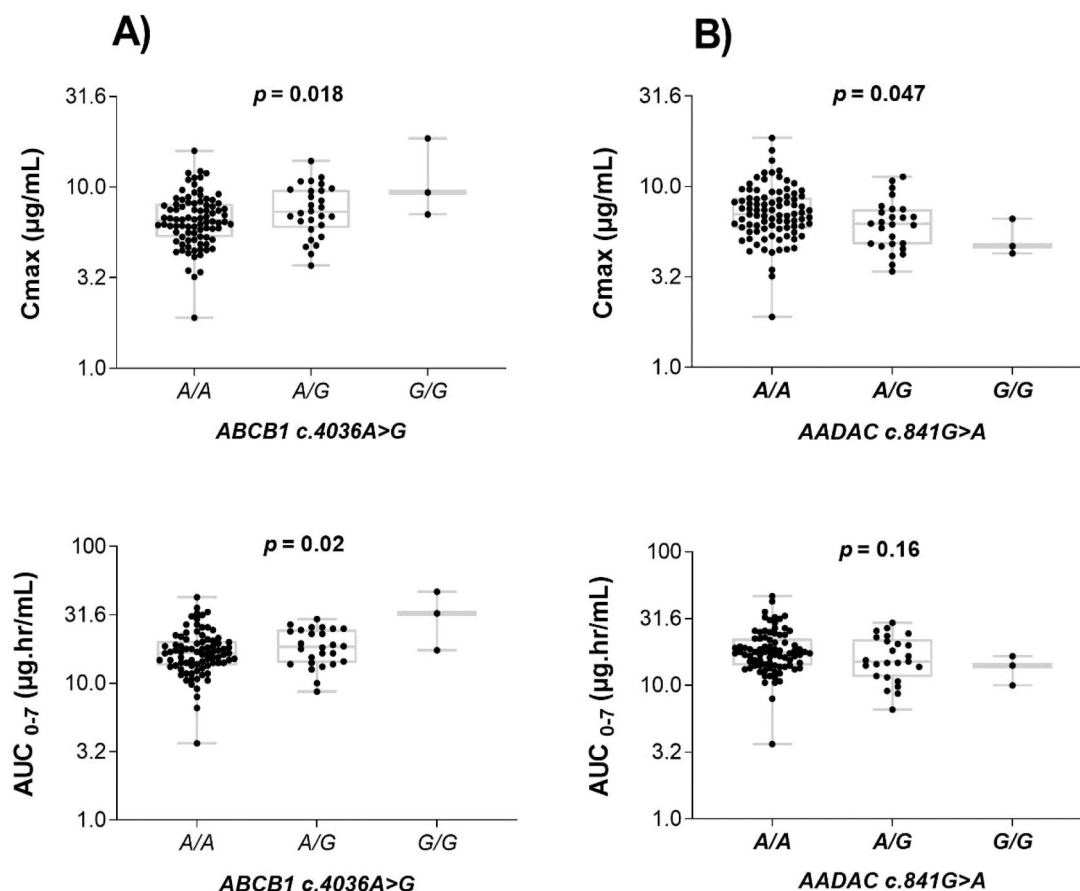 A)
p = 0.018
Cmax (µg/mL)
31.6
10.0
3.2
1.0
A/A A/G G/G
ABCB1 c.4036A>G
B)
p = 0.047
Cmax (µg/mL)
31.6
10.0
3.2
1.0
A/A A/G G/G
AADAC c.841G>A
p = 0.02
AUC 0-7 (µg.hr/mL)
100
31.6
10.0
3.2
1.0
A/A A/G G/G
ABCB1 c.4036A>G
p = 0.16
AUC 0-7 (µg.hr/mL)
100
31.6
10.0
3.2
1.0
A/A A/G G/G
AADAC c.841G>A